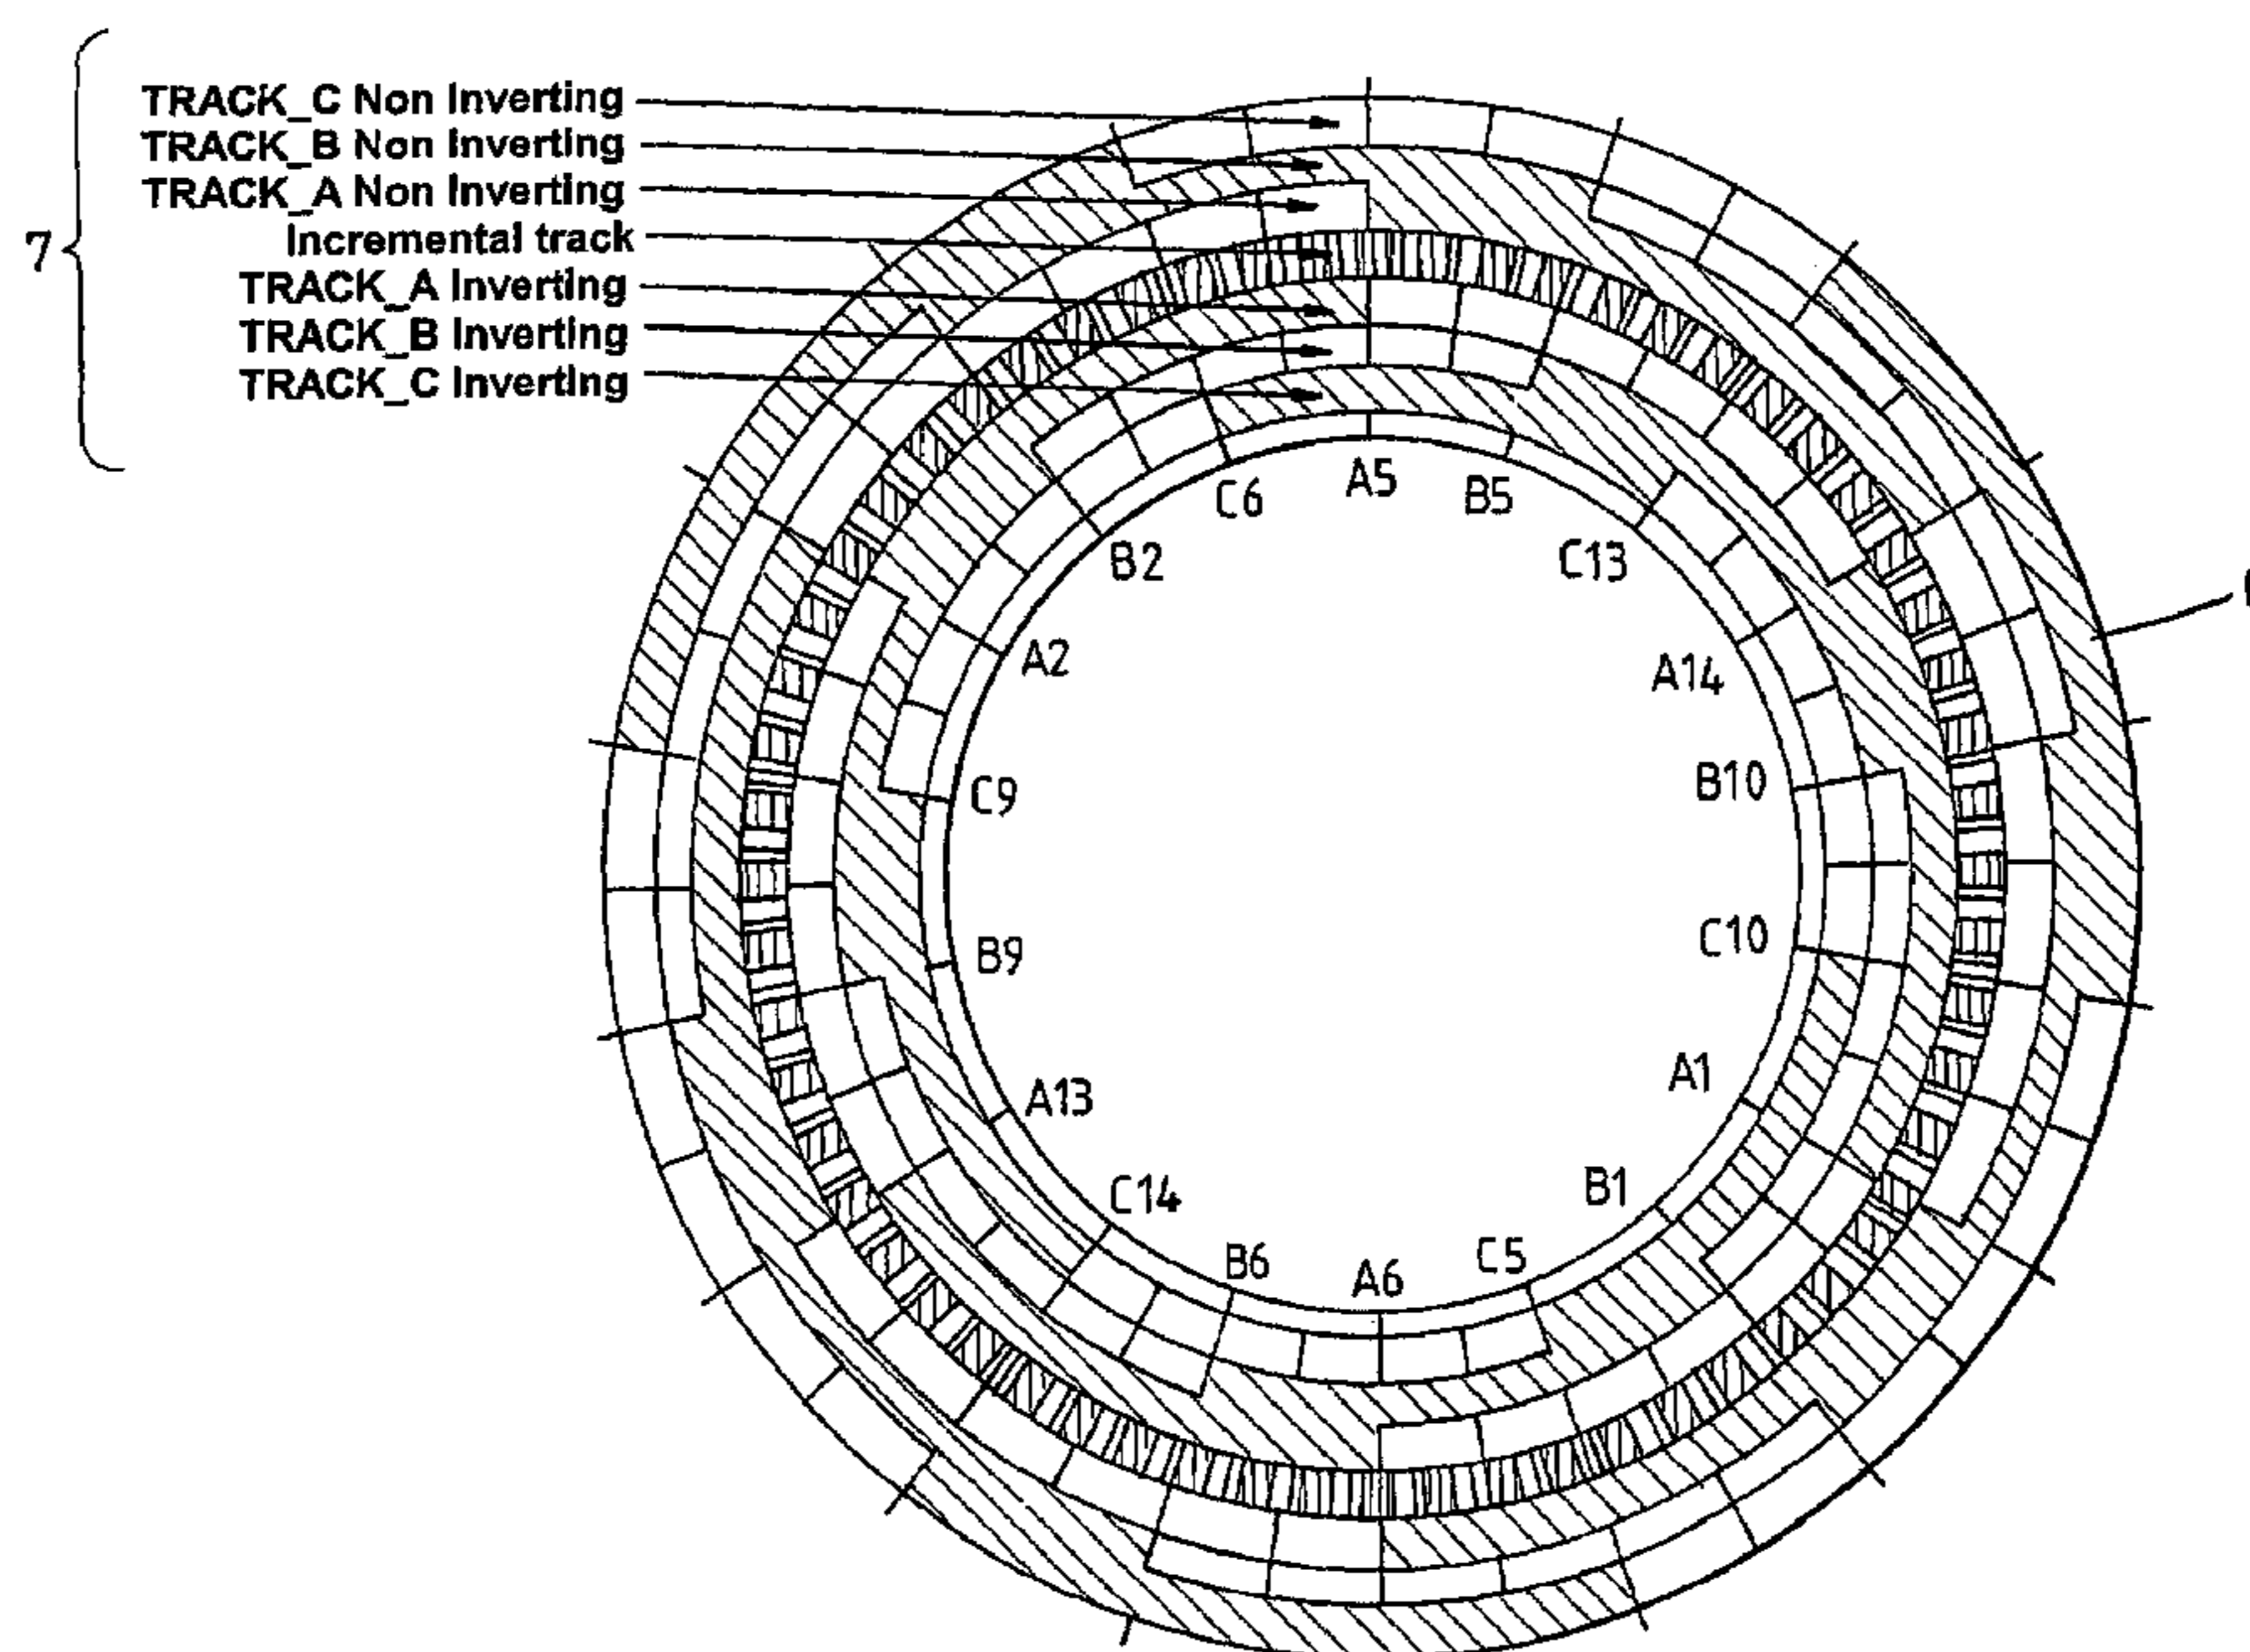 TRACK_C Non Inverting
TRACK_B Non Inverting
TRACK_A Non Inverting
Incremental track
7
TRACK_A Inverting
TRACK_B Inverting
TRACK_C Inverting
A5
C6
B5
B2
C13
A2
A14
C9
B10
B9
C10
A13
A1
C14
B1
B6
A6
C5